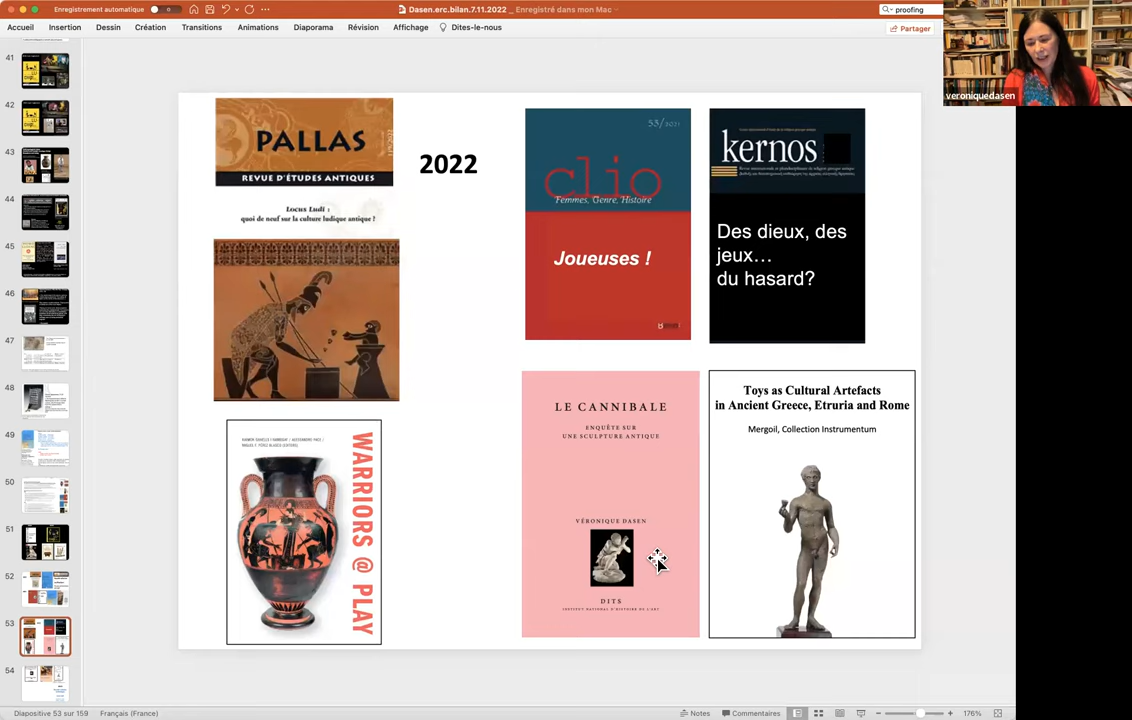 Enregistrement automatique
Dasen.erc.bilan.7.11.2022 _ Enregistré dans mon Mac
proofing
Accueil Insertion Dessin Création Transitions Animations Diaporama Révision Affichage Dites-le-nous
Partager
veroniquedasen
41
42
43
44
45
46
47
48
49
50
51
52
53
54
PALLAS
REVUE D'ÉTUDES ANTIQUES
2022
Locus Ludi :
quoi de neuf sur la culture ludique antique ?
53/2021
clio
Femmes, Genre, Histoire
Joueuses !
kernos
Des dieux, des
jeux…
du hasard?
WARRIORS @ PLAY
LE CANNIBALE
ENQUÊTE SUR
UNE SCULPTURE ANTIQUE
VÉRONIQUE DASEN
DITS
INSTITUT NATIONAL D'HISTOIRE DE L'ART
Toys as Cultural Artefacts
in Ancient Greece, Etruria and Rome
Mergoil, Collection Instrumentum
Diapositive 53 sur 159 Français (France)
Notes Commentaires 176%